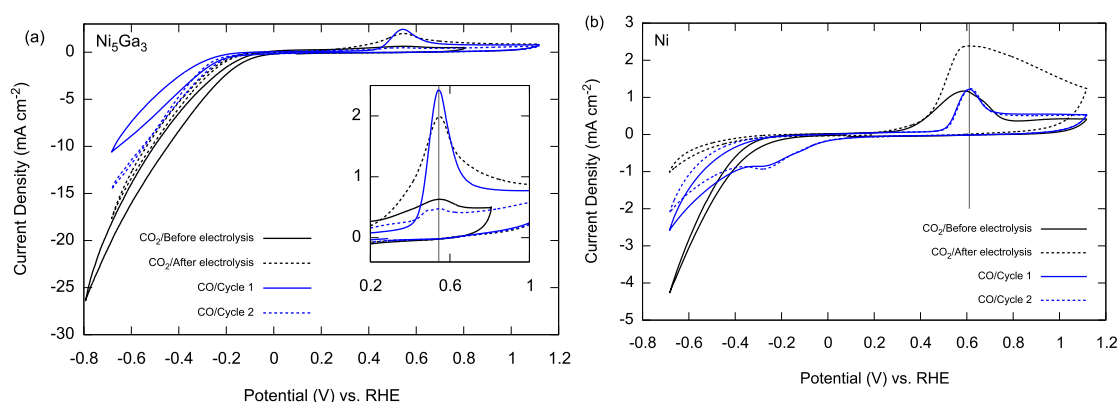 (a)
Ni5Ga3
Current Density (mA cm-2)
5
0
-5
-10
-15
-20
-25
-30
-0.8 -0.6 -0.4 -0.2 0 0.2 0.4 0.6 0.8 1 1.2
Potential (V) vs. RHE
CO2/Before electrolysis
CO2/After electrolysis
CO/Cycle 1
CO/Cycle 2
2
1
0
0.2 0.6 1
(b)
Ni
Current Density (mA cm-2)
3
2
1
0
-1
-2
-3
-4
-5
-0.8 -0.6 -0.4 -0.2 0 0.2 0.4 0.6 0.8 1 1.2
Potential (V) vs. RHE
CO2/Before electrolysis
CO2/After electrolysis
CO/Cycle 1
CO/Cycle 2